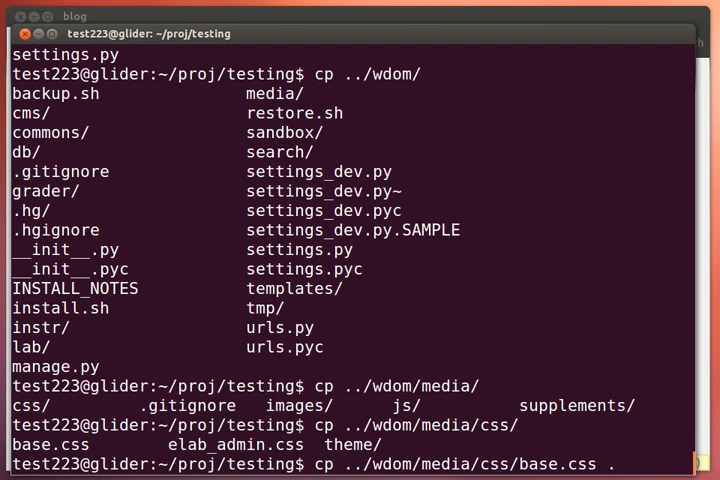 blog
test223@glider: ~/proj/testing
settings.py
test223@glider:~/proj/testing$ cp ../wdom/
backup.sh media/
cms/ restore.sh
commons/ sandbox/
db/ search/
.gitignore settings_dev.py
grader/ settings_dev.py~
.hg/ settings_dev.pyc
.hgignore settings_dev.py.SAMPLE
__init__.py settings.py
__init__.pyc settings.pyc
INSTALL_NOTES templates/
install.sh tmp/
instr/ urls.py
lab/ urls.pyc
manage.py
test223@glider:~/proj/testing$ cp ../wdom/media/
css/ .gitignore images/ js/ supplements/
test223@glider:~/proj/testing$ cp ../wdom/media/css/
base.css elab_admin.css theme/
test223@glider:~/proj/testing$ cp ../wdom/media/css/base.css .